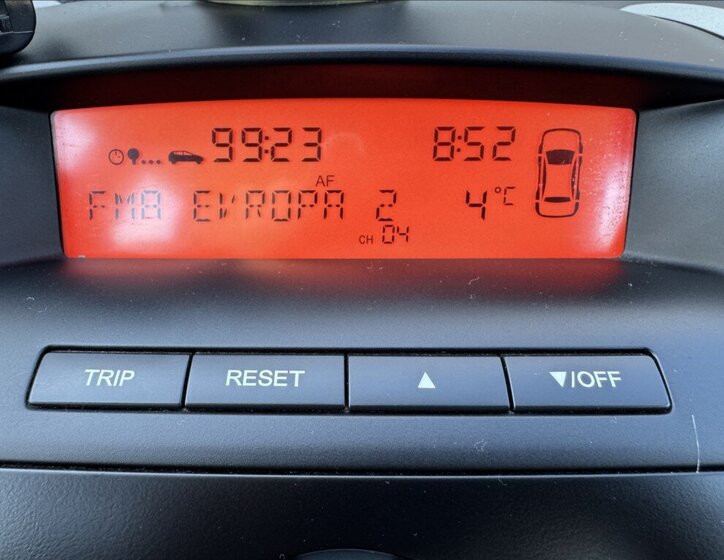 99:23 8:52
AF
FM8 EVROPA 2 4°C
CH 04
TRIP RESET ▲ ▼/OFF